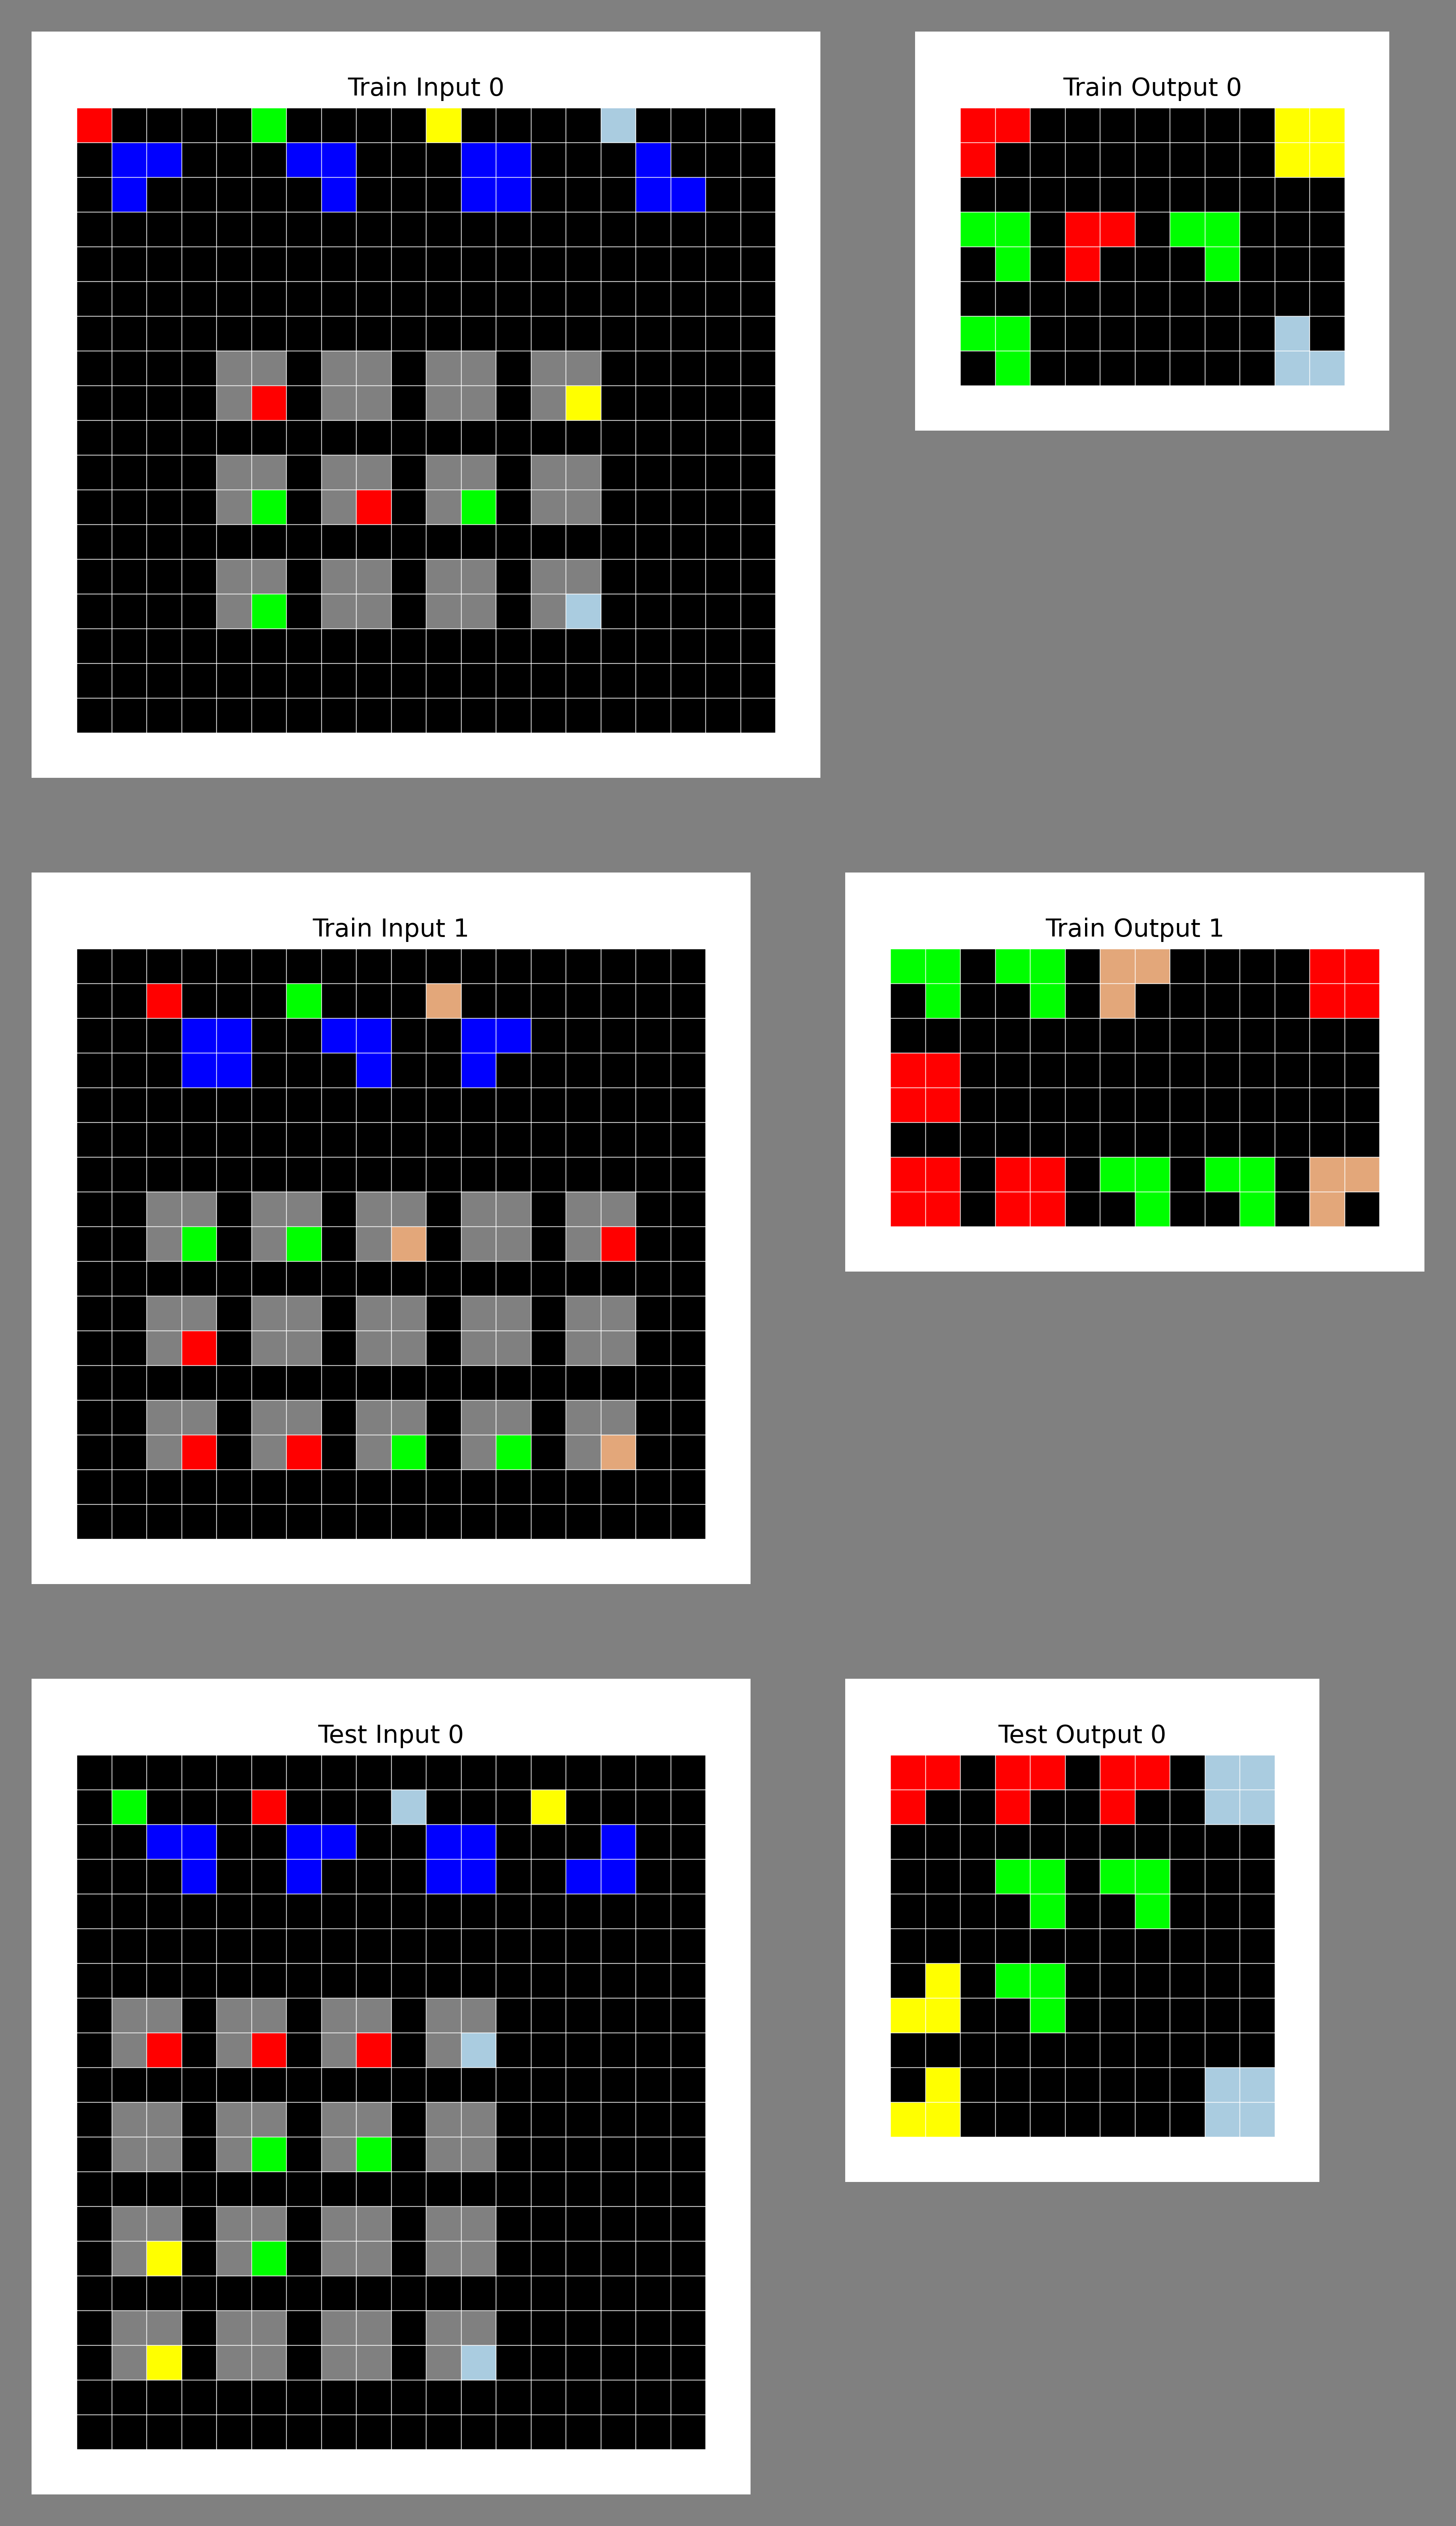 Train Input 0
Train Output 0
Train Input 1
Train Output 1
Test Input 0
Test Output 0